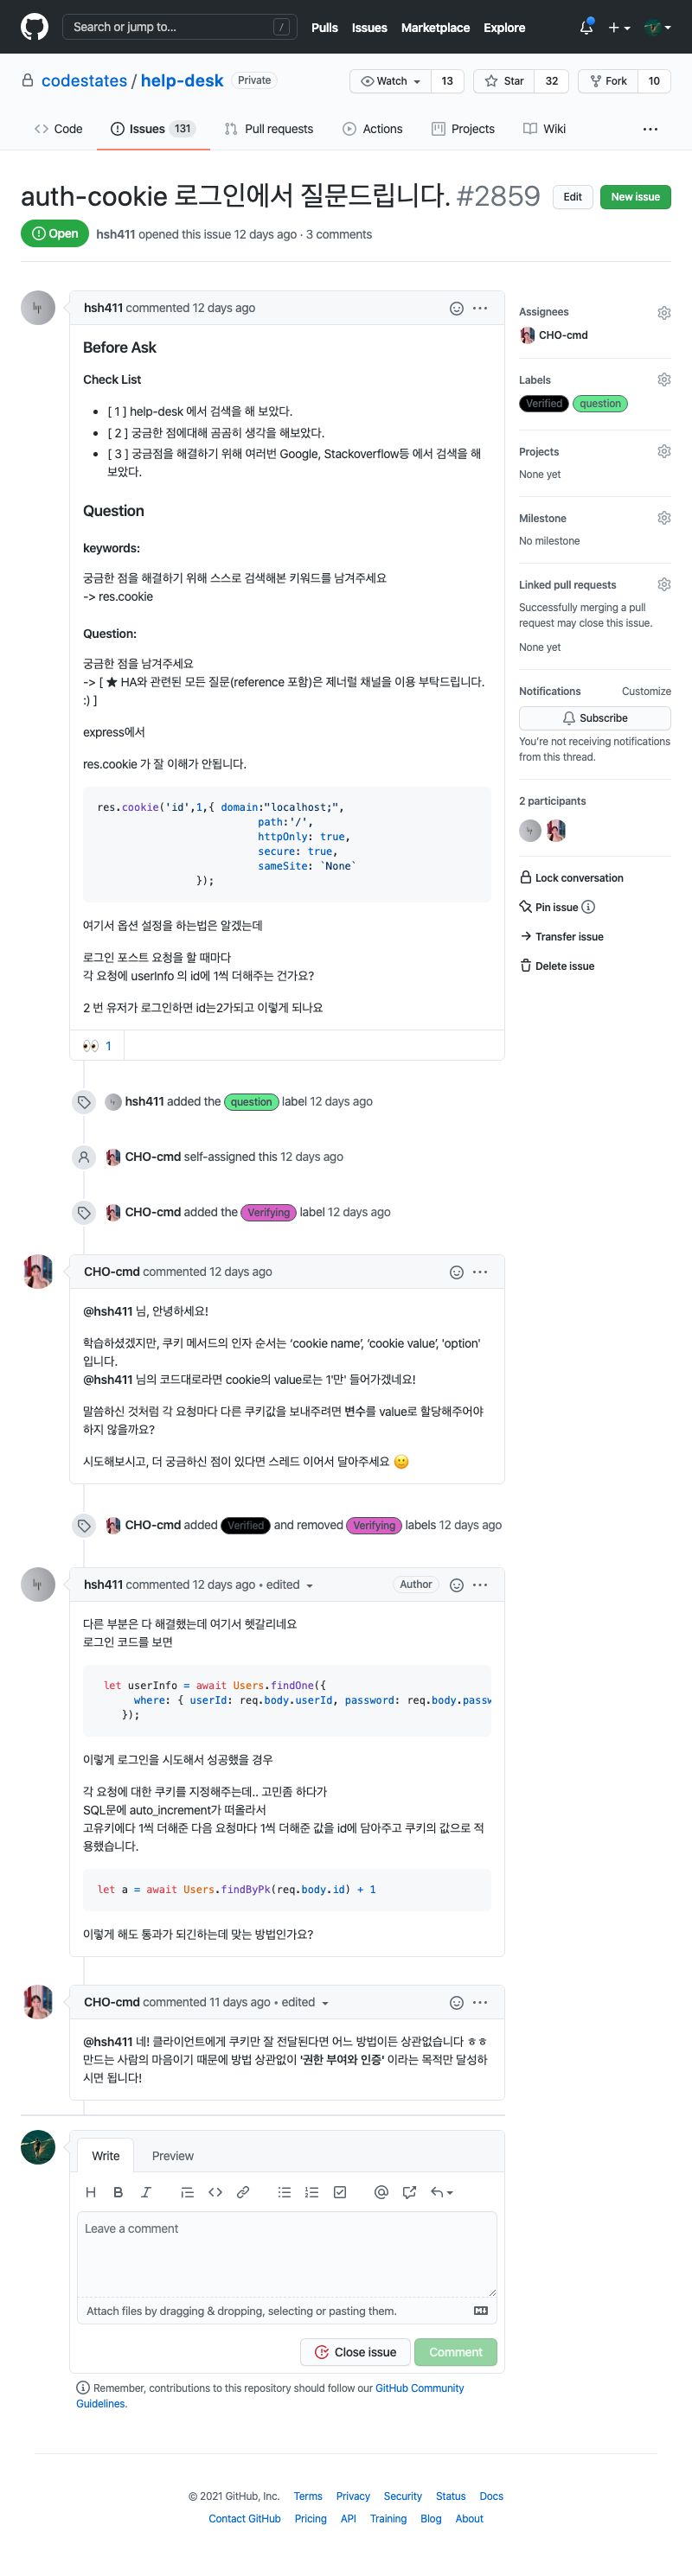 Search or jump to...
/
Pulls Issues Marketplace Explore
codestates / help-desk Private
Watch 13 Star 32 Fork 10
Code Issues 131 Pull requests Actions Projects Wiki
auth-cookie 로그인에서 질문드립니다. #2859
Edit New issue
Open hsh411 opened this issue 12 days ago · 3 comments
hsh411 commented 12 days ago
Before Ask
Check List
[ 1 ] help-desk 에서 검색을 해 보았다.
[ 2 ] 궁금한 점에대해 곰곰히 생각을 해보았다.
[ 3 ] 궁금점을 해결하기 위해 여러번 Google, Stackoverflow등 에서 검색을 해
보았다.
Question
keywords:
궁금한 점을 해결하기 위해 스스로 검색해본 키워드를 남겨주세요
-> res.cookie
Question:
궁금한 점을 남겨주세요
-> [ ★ HA와 관련된 모든 질문(reference 포함)은 제너럴 채널을 이용 부탁드립니다.
:) ]
express에서
res.cookie 가 잘 이해가 안됩니다.
res.cookie('id',1,{ domain:"localhost;",
path:'/',
httpOnly: true,
secure: true,
sameSite: `None`
});
여기서 옵션 설정을 하는법은 알겠는데
로그인 포스트 요청을 할 때마다
각 요청에 userInfo 의 id에 1씩 더해주는 건가요?
2 번 유저가 로그인하면 id는2가되고 이렇게 되나요
👀 1
hsh411 added the question label 12 days ago
CHO-cmd self-assigned this 12 days ago
CHO-cmd added the Verifying label 12 days ago
CHO-cmd commented 12 days ago
@hsh411 님, 안녕하세요!
학습하셨겠지만, 쿠키 메서드의 인자 순서는 ‘cookie name’, ‘cookie value’, 'option'
입니다.
@hsh411 님의 코드대로라면 cookie의 value로는 1'만' 들어가겠네요!
말씀하신 것처럼 각 요청마다 다른 쿠키값을 보내주려면 변수를 value로 할당해주어야
하지 않을까요?
시도해보시고, 더 궁금하신 점이 있다면 스레드 이어서 달아주세요 🙂
CHO-cmd added Verified and removed Verifying labels 12 days ago
hsh411 commented 12 days ago • edited Author
다른 부분은 다 해결했는데 여기서 헷갈리네요
로그인 코드를 보면
let userInfo = await Users.findOne({
where: { userId: req.body.userId, password: req.body.passw
});
이렇게 로그인을 시도해서 성공했을 경우
각 요청에 대한 쿠키를 지정해주는데.. 고민좀 하다가
SQL문에 auto_increment가 떠올라서
고유키에다 1씩 더해준 다음 요청마다 1씩 더해준 값을 id에 담아주고 쿠키의 값으로 적
용했습니다.
let a = await Users.findByPk(req.body.id) + 1
이렇게 해도 통과가 되긴하는데 맞는 방법인가요?
CHO-cmd commented 11 days ago • edited
@hsh411 네! 클라이언트에게 쿠키만 잘 전달된다면 어느 방법이든 상관없습니다 ㅎㅎ
만드는 사람의 마음이기 때문에 방법 상관없이 '권한 부여와 인증' 이라는 목적만 달성하
시면 됩니다!
Write Preview
Leave a comment
Attach files by dragging & dropping, selecting or pasting them.
Close issue Comment
Remember, contributions to this repository should follow our GitHub Community
Guidelines.
Assignees
CHO-cmd
Labels
Verified question
Projects
None yet
Milestone
No milestone
Linked pull requests
Successfully merging a pull
request may close this issue.
None yet
Notifications Customize
Subscribe
You’re not receiving notifications
from this thread.
2 participants
Lock conversation
Pin issue
Transfer issue
Delete issue
© 2021 GitHub, Inc. Terms Privacy Security Status Docs
Contact GitHub Pricing API Training Blog About